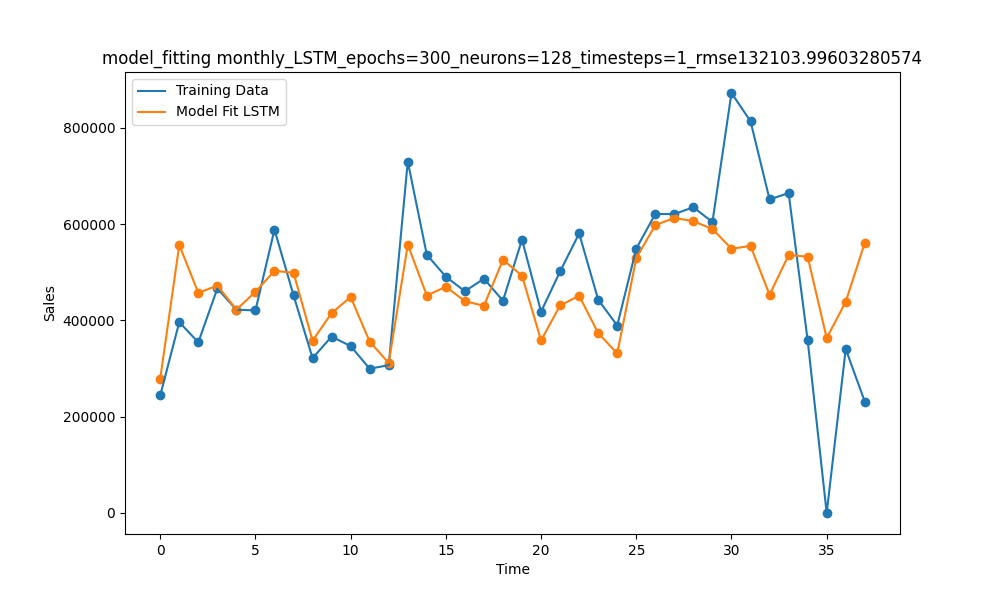 model_fitting monthly_LSTM_epochs=300_neurons=128_timesteps=1_rmse132103.99603280574
Training Data
Model Fit LSTM
800000
600000
400000
200000
0
Sales
0 5 10 15 20 25 30 35
Time